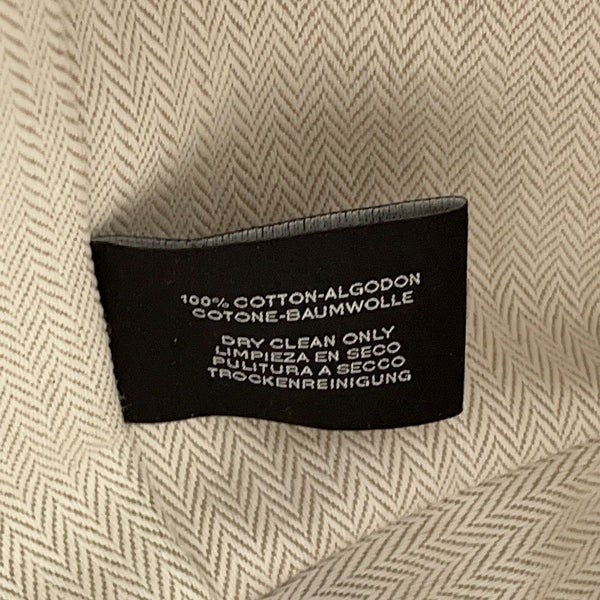 100% COTTON-ALGODON
COTONE-BAUMWOLLE
DRY CLEAN ONLY
LIMPIEZA EN SECO
PULITURA A SECCO
TROCKENREINIGUNG